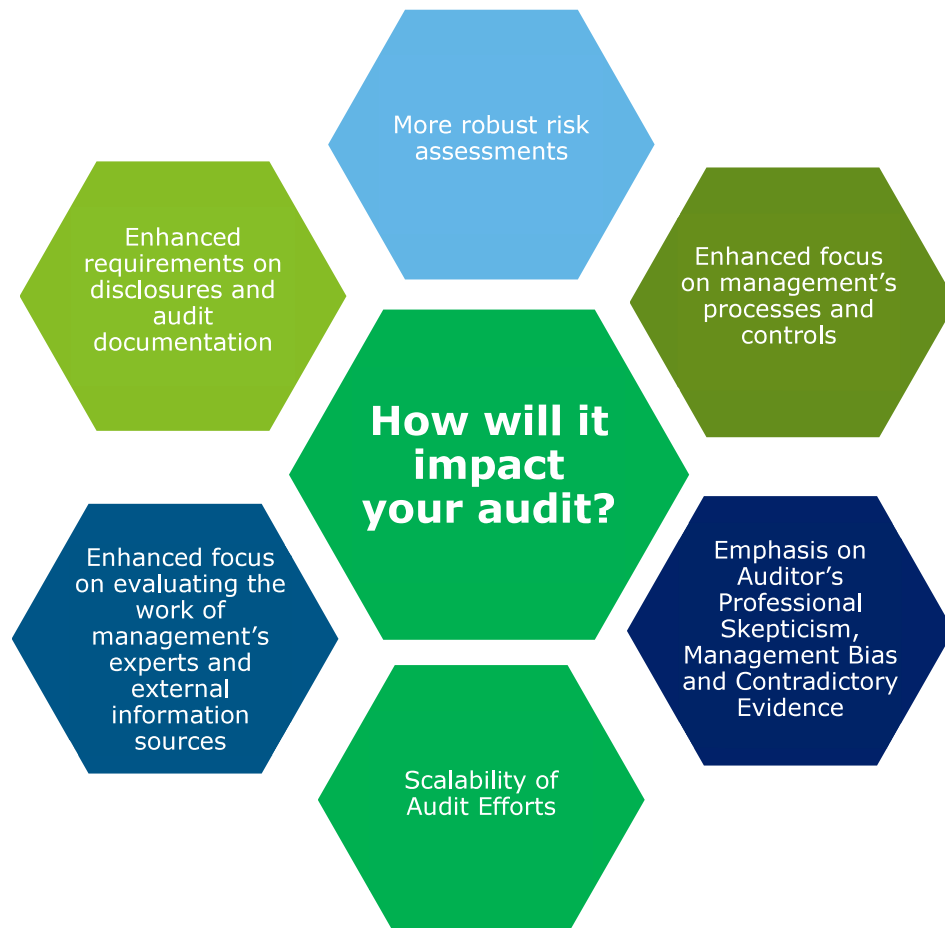 More robust risk
assessments
Enhanced
requirements on
disclosures and
audit
documentation
Enhanced focus
on management’s
processes and
controls
How will it
impact
your audit?
Enhanced focus
on evaluating the
work of
management’s
experts and
external
information
sources
Emphasis on
Auditor’s
Professional
Skepticism,
Management Bias
and Contradictory
Evidence
Scalability of
Audit Efforts